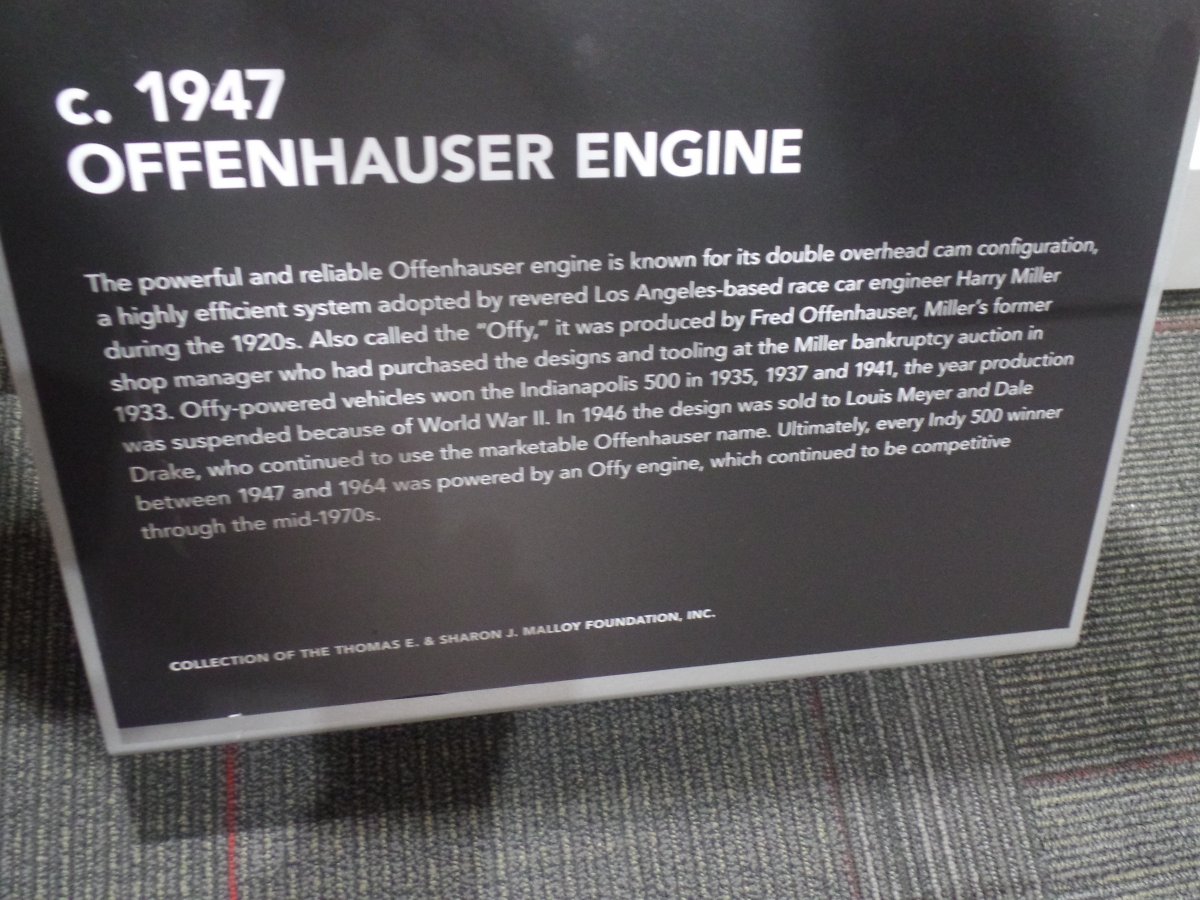 c. 1947
OFFENHAUSER ENGINE
The powerful and reliable Offenhauser engine is known for its double overhead cam configuration,
a highly efficient system adopted by revered Los Angeles-based race car engineer Harry Miller
during the 1920s. Also called the “Offy,” it was produced by Fred Offenhauser, Miller’s former
shop manager who had purchased the designs and tooling at the Miller bankruptcy auction in
1933. Offy-powered vehicles won the Indianapolis 500 in 1935, 1937 and 1941, the year production
was suspended because of World War II. In 1946 the design was sold to Louis Meyer and Dale
Drake, who continued to use the marketable Offenhauser name. Ultimately, every Indy 500 winner
between 1947 and 1964 was powered by an Offy engine, which continued to be competitive
through the mid-1970s.
COLLECTION OF THE THOMAS E. & SHARON J. MALLOY FOUNDATION, INC.